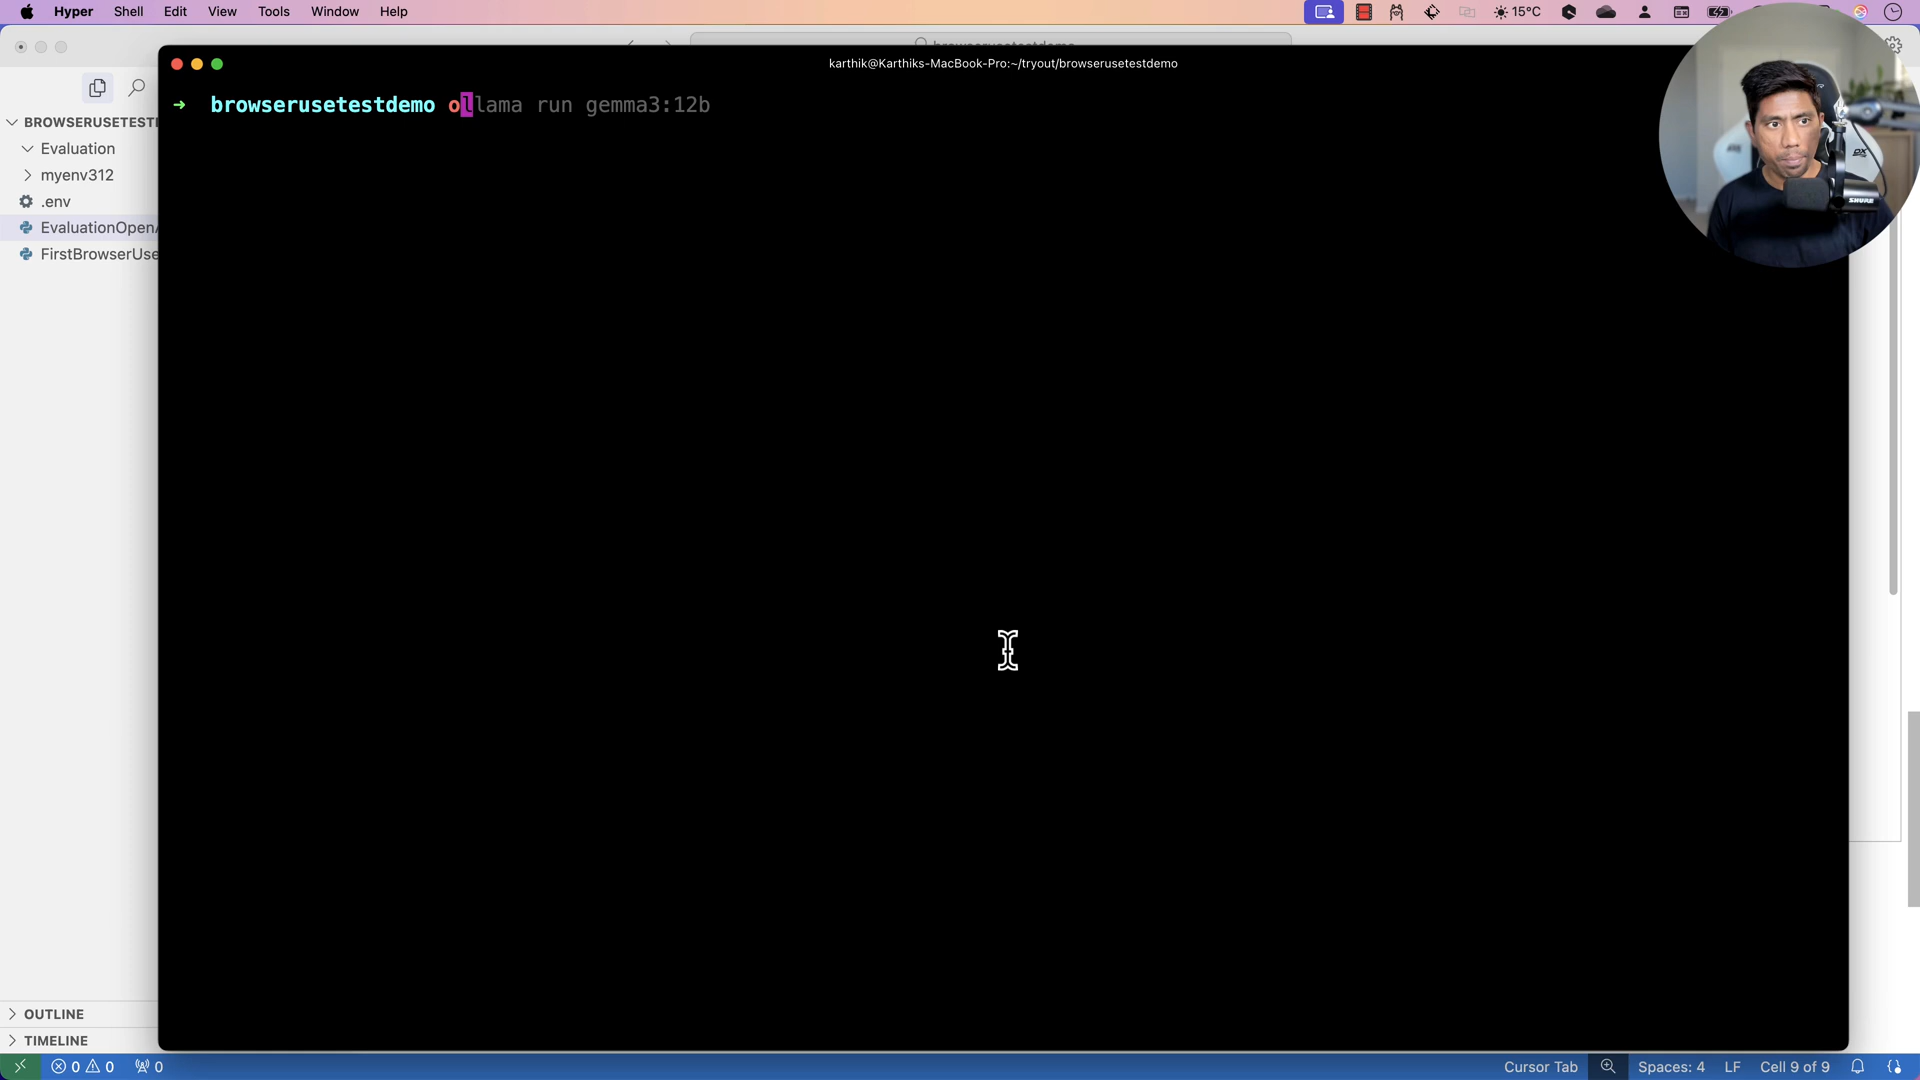 Hyper Shell Edit View Tools Window Help 15°C
karthik@Karthiks-MacBook-Pro:~/tryout/browserusetestdemo
➜ browserusetestdemo ollama run gemma3:12b
BROWSERUSETEST
Evaluation
myenv312
.env
EvaluationOpen
FirstBrowserUse
SHURE
OUTLINE
TIMELINE
0 0 0 Cursor Tab Spaces: 4 LF Cell 9 of 9